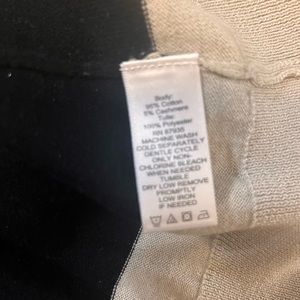 Body:
95% Cotton
5% Cashmere
Tulle:
100% Polyester
RN 87938
MACHINE WASH
COLD SEPARATELY
GENTLE CYCLE
ONLY NON-
CHLORINE BLEACH
WHEN NEEDED
TUMBLE
DRY LOW REMOVE
PROMPTLY
LOW IRON
IF NEEDED